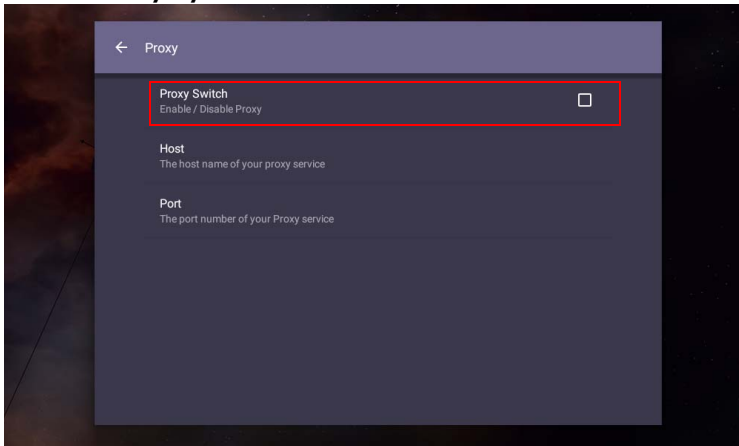 Proxy
Proxy Switch
Enable / Disable Proxy
Host
The host name of your proxy service
Port
The port number of your Proxy service